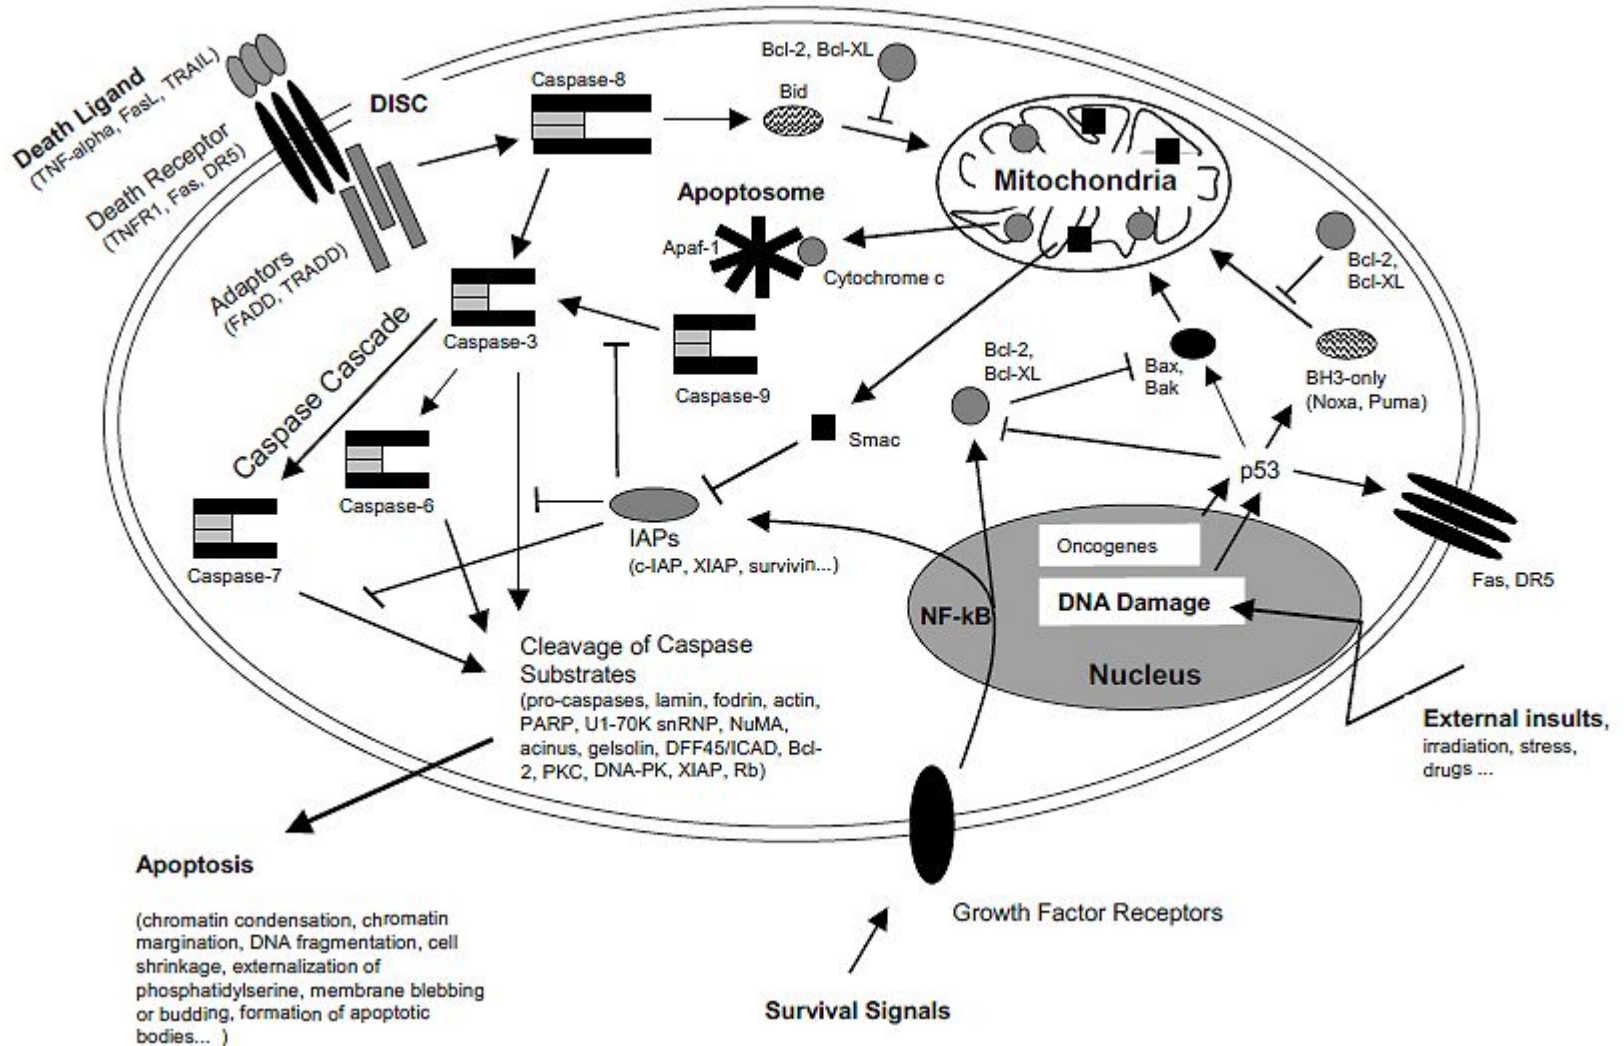 Death Ligand
(TNF-alpha, FasL, TRAIL)
Death Receptor
(TNFR1, Fas, DR5)
Adaptors
(FADD, TRADD)
DISC
Caspase-8
Bcl-2, Bcl-XL
Bid
Mitochondria
Apoptosome
Apaf-1
Cytochrome c
Bcl-2,
Bcl-XL
Caspase-3
Caspase Cascade
Caspase-9
Bcl-2,
Bcl-XL
Bax,
Bak
BH3-only
(Noxa, Puma)
Smac
p53
Caspase-6
Caspase-7
IAPs
(c-IAP, XIAP, survivin...)
Oncogenes
DNA Damage
NF-kB
Nucleus
Fas, DR5
Cleavage of Caspase
Substrates
(pro-caspases, lamin, fodrin, actin,
PARP, U1-70K snRNP, NuMA,
acinus, gelsolin, DFF45/ICAD, Bcl-
2, PKC, DNA-PK, XIAP, Rb)
External insults,
irradiation, stress,
drugs ...
Apoptosis
(chromatin condensation, chromatin
margination, DNA fragmentation, cell
shrinkage, externalization of
phosphatidylserine, membrane blebbing
or budding, formation of apoptotic
bodies... )
Growth Factor Receptors
Survival Signals